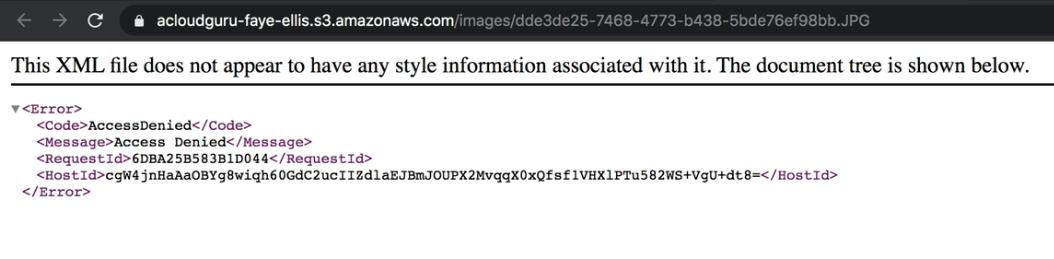 acloudguru-faye-ellis.s3.amazonaws.com/images/dde3de25-7468-4773-b438-5bde76ef98bb.JPG
This XML file does not appear to have any style information associated with it. The document tree is shown below.
▼<Error>
<Code>AccessDenied</Code>
<Message>Access Denied</Message>
<RequestId>6DBA25B583B1D044</RequestId>
<HostId>cgW4jnHaAaOBYg8wiqh60GdC2ucIIZdlaEJBmJOUPX2MvqqX0xQfsflVHXlPTu582WS+VgU+dt8=</HostId>
</Error>